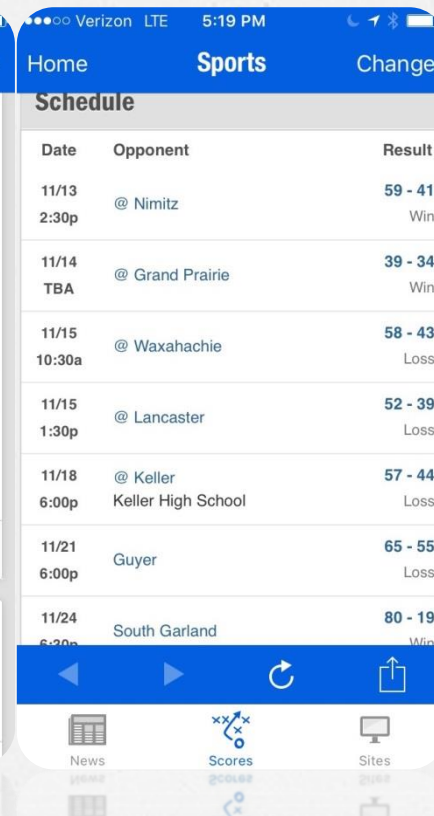 Verizon LTE 5:19 PM
Home Sports Change
Schedule
Date Opponent Result
11/13 59 - 41
@ Nimitz
2:30p Win
11/14 39 - 34
@ Grand Prairie
TBA Win
11/15 58 - 43
@ Waxahachie
10:30a Loss
11/15 52 - 39
@ Lancaster
1:30p Loss
11/18 @ Keller 57 - 44
6:00p Keller High School Loss
11/21 65 - 55
Guyer
6:00p Loss
11/24 80 - 19
South Garland
6:30p Win
News Scores Sites